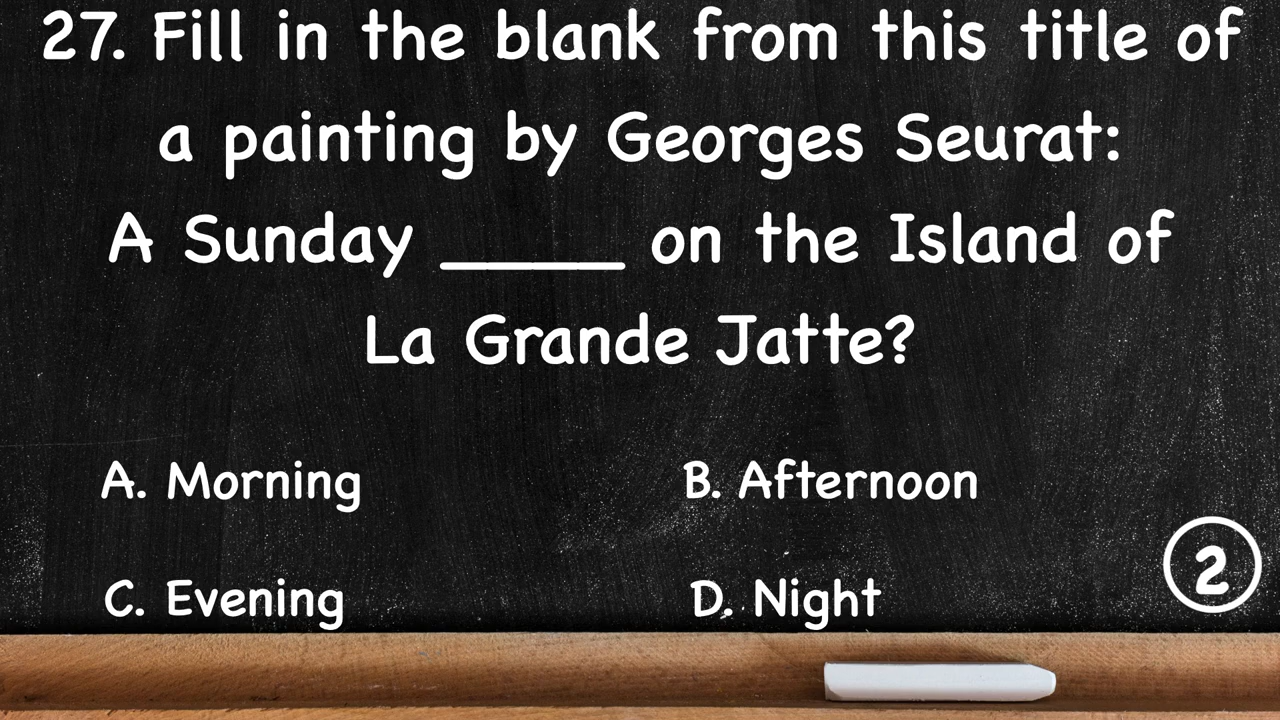 27. Fill in the blank from this title of
a painting by Georges Seurat:
A Sunday _____ on the Island of
La Grande Jatte?
A. Morning
B. Afternoon
C. Evening
D. Night
2